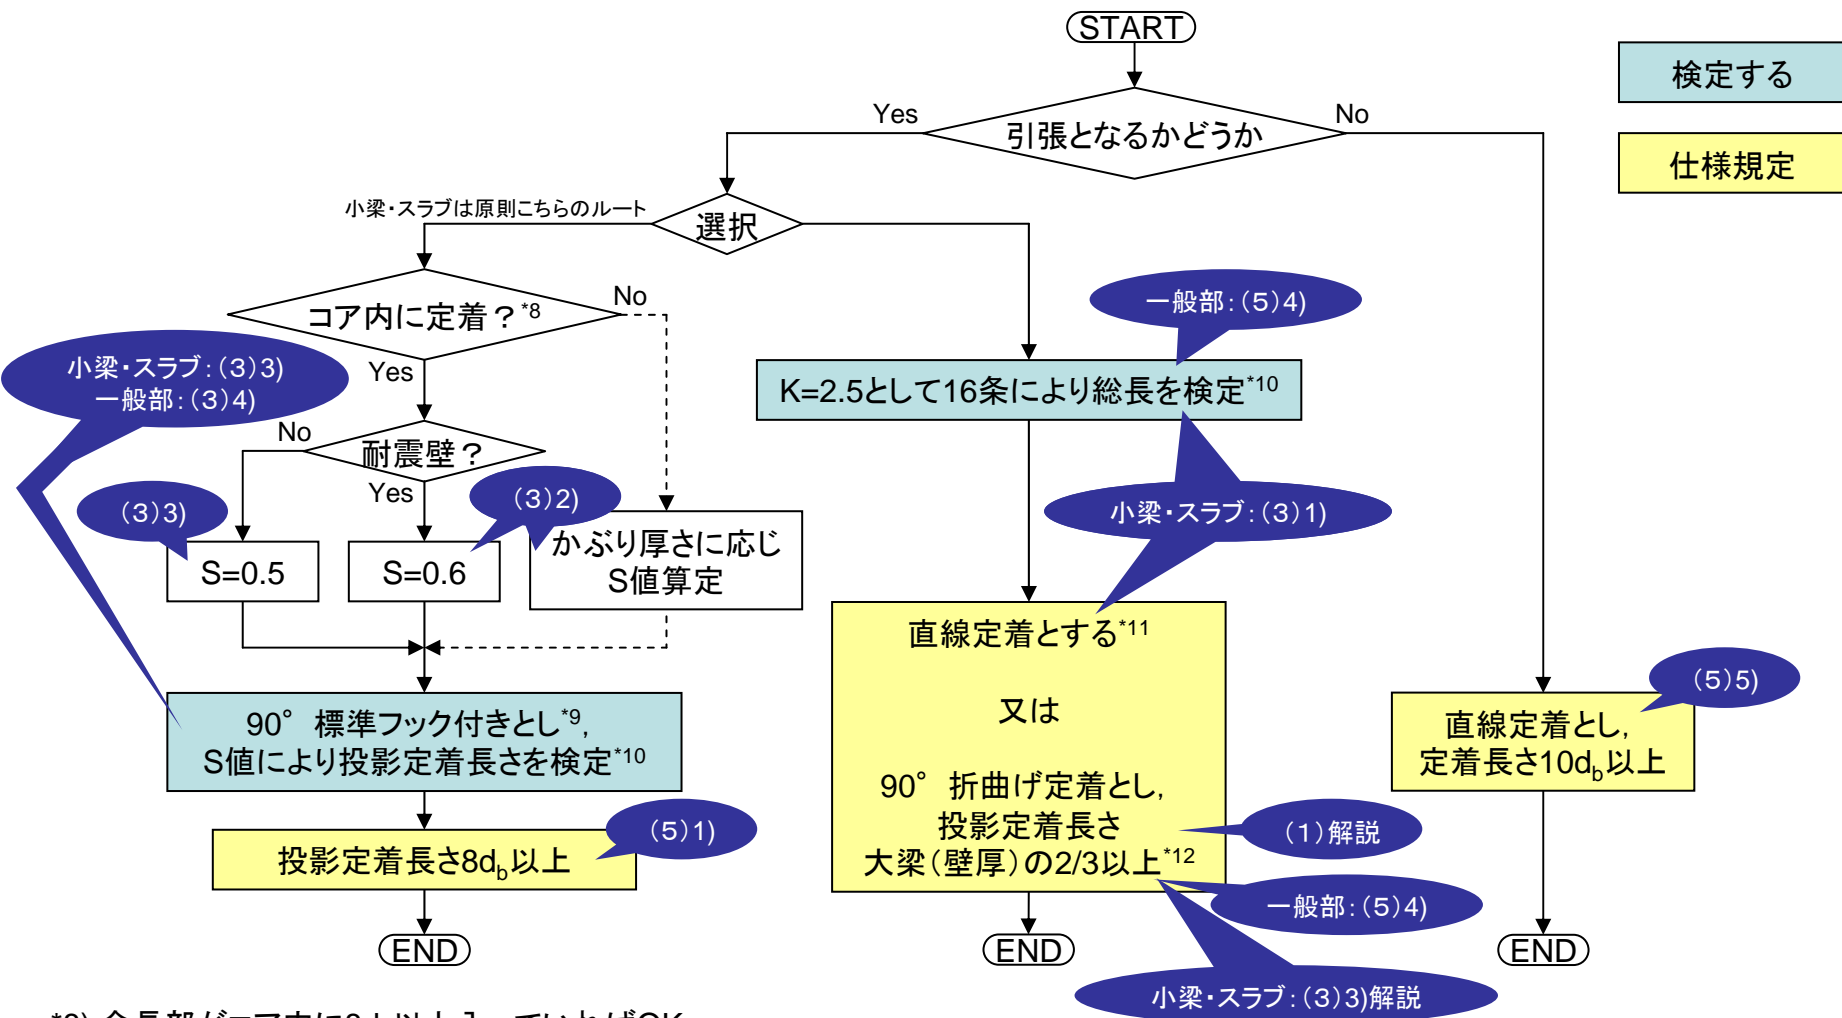 START
検定する
Yes
引張となるかどうか
No
仕様規定
小梁・スラブは原則こちらのルート
選択
コア内に定着？*8
No
一般部:(5)4)
小梁・スラブ:(3)3)
一般部:(3)4)
Yes
K=2.5として16条により総長を検定*10
No
耐震壁？
Yes
(3)3)
(3)2)
小梁・スラブ:(3)1)
S=0.5
S=0.6
かぶり厚さに応じ
S値算定
直線定着とする*11
又は
90°折曲げ定着とし,
投影定着長さ
大梁(壁厚)の2/3以上*12
(5)5)
直線定着とし,
定着長さ10db以上
90°標準フック付きとし*9,
S値により投影定着長さを検定*10
(5)1)
投影定着長さ8db以上
(1)解説
一般部:(5)4)
END
END
END
小梁・スラブ:(3)3)解説